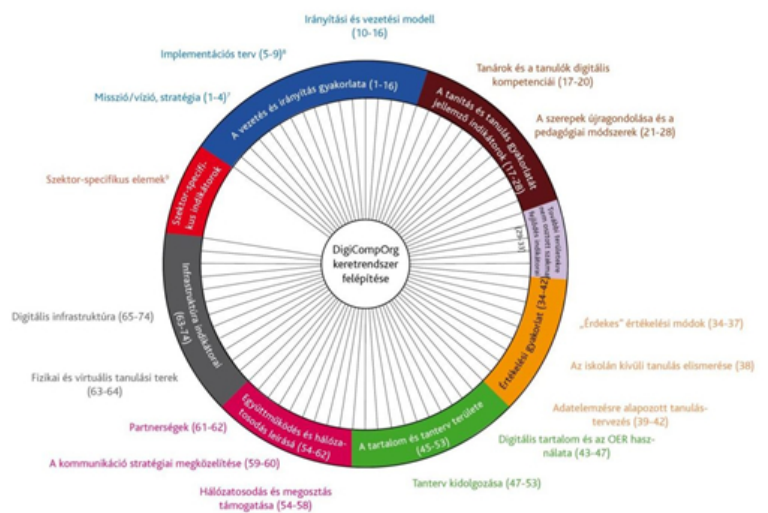 Irányítási és vezetési modell
(10-16)
Implementációs terv (5-9)⁸
Misszió/vízió, stratégia (1-4)⁷
Szektor-specifikus elemek⁹
Digitális infrastruktúra (65-74)
Fizikai és virtuális tanulási terek
(63-64)
Partnerségek (61-62)
A kommunikáció stratégiai megközelítése (59-60)
Hálózatosodás és megosztás
támogatása (54-58)
Tanárok és a tanulók digitális
kompetenciái (17-20)
A szerepek újragondolása és a
pedagógiai módszerek (21-28)
„Érdekes” értékelési módok (34-37)
Az iskolán kívüli tanulás elismerése (38)
Adatelemzésre alapozott tanulás-
tervezés (39-42)
Digitális tartalom és az OER hasz-
nálata (43-47)
Tanterv kidolgozása (47-53)
A vezetés és irányítás gyakorlata (1-16)
A tanítás és tanulás gyakorlatát
jellemző indikátorok (17-28)
További területekre
nem osztott szakmai
fejlődés indikátorai
(29-33)
Értékelési gyakorlat (34-42)
A tartalom és tanterv területe
(45-53)
Együttműködés és hálóza-
tosodás leírása (54-62)
Infrastruktúra indikátorai
(63-74)
Szektor-specifi-
kus indikátorok
DigiCompOrg
keretrendszer
felépítése